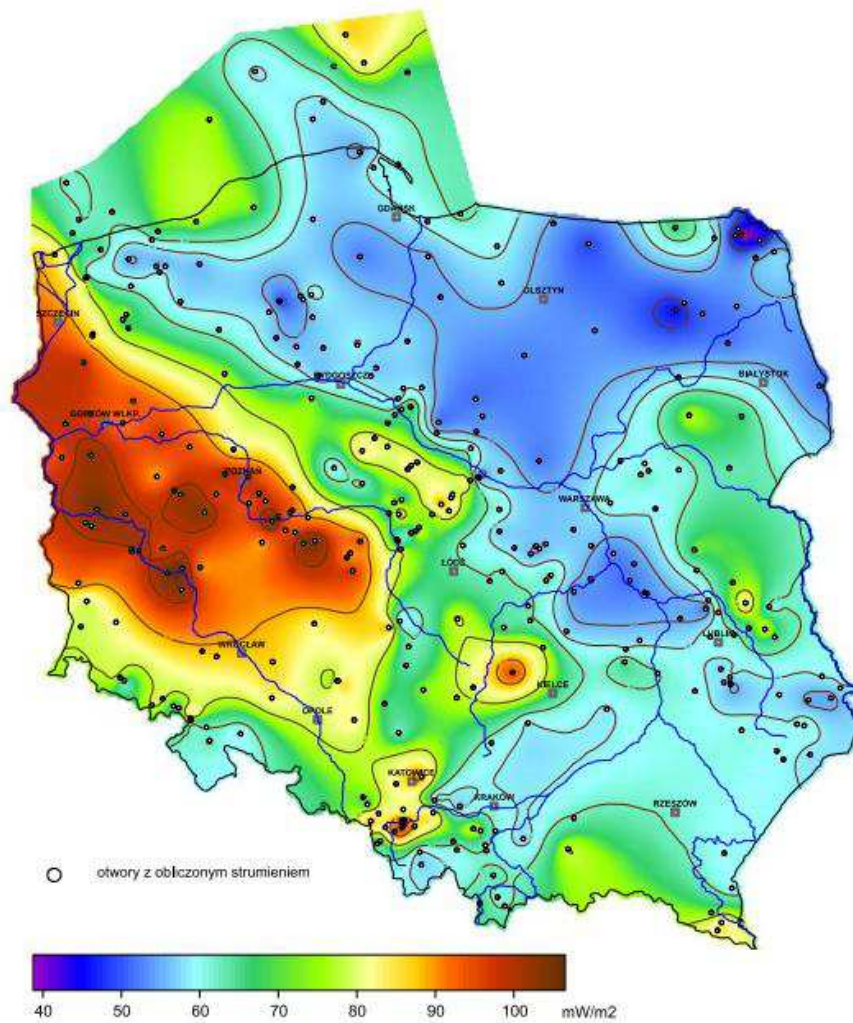 GDAŃSK
OLSZTYN
SZCZECIN
BYDGOSZCZ
BIAŁYSTOK
GORZÓW WLKP.
POZNAŃ
WARSZAWA
ŁÓDŹ
LUBLIN
WROCŁAW
KIELCE
OPOLE
KATOWICE
KRAKÓW
RZESZÓW
otwory z obliczonym strumieniem
40 50 60 70 80 90 100 mW/m2